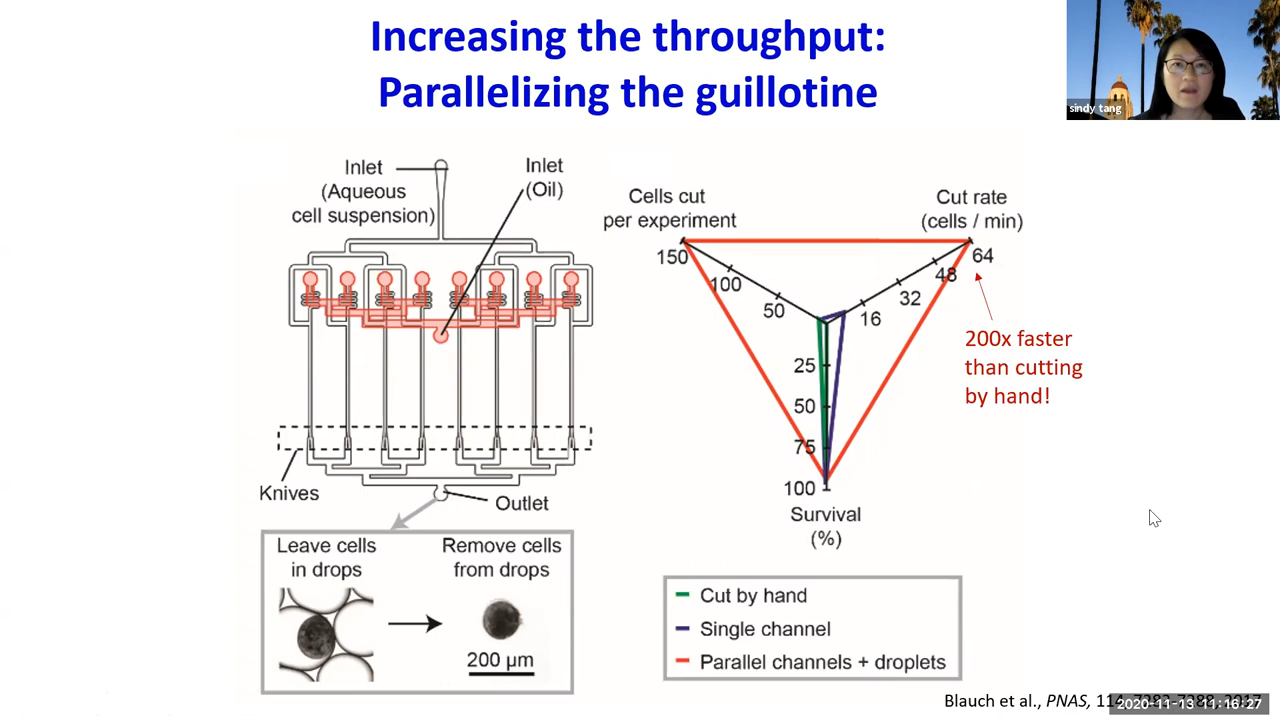 Increasing the throughput:
Parallelizing the guillotine
sindy tang
Inlet
(Aqueous
cell suspension)
Inlet
(Oil)
Knives
Outlet
Leave cells
in drops
Remove cells
from drops
200 µm
Cells cut
per experiment
Cut rate
(cells / min)
150
100
50
64
48
32
16
25
50
75
100
Survival
(%)
200x faster
than cutting
by hand!
Cut by hand
Single channel
Parallel channels + droplets
Blauch et al., PNAS,
2020-11-13 11:16:27